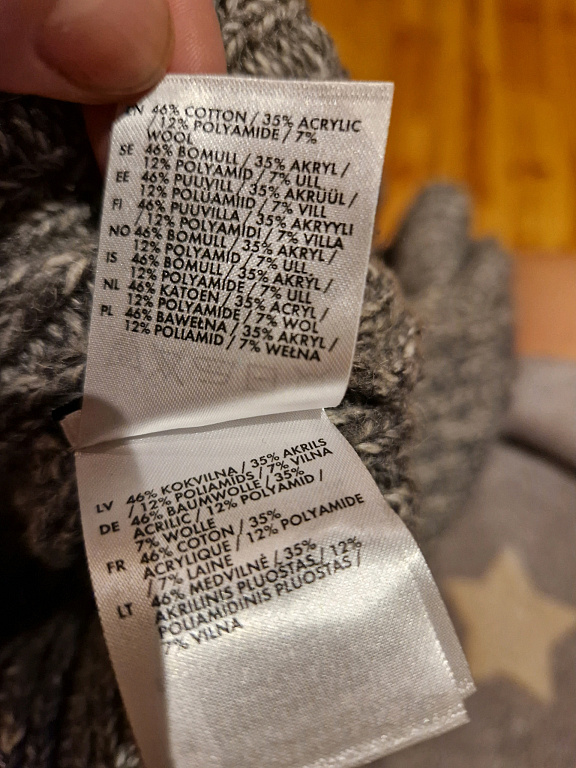 EN 46% COTTON / 35% ACRYLIC
/ 12% POLYAMIDE / 7%
WOOL
SE 46% BOMULL / 35% AKRYL /
12% POLYAMID / 7% ULL
EE 46% PUUVILL / 35% AKRÜÜL /
12% POLÜAMIID / 7% VILL
FI 46% PUUVILLA / 35% AKRYYLI
/ 12% POLYAMIDI / 7% VILLA
NO 46% BOMULL / 35% AKRYL /
12% POLYAMID / 7% ULL
IS 46% BOMULL / 35% AKRÝL /
12% POLYAMIDE / 7% ULL
NL 46% KATOEN / 35% ACRYL /
12% POLYAMIDE / 7% WOL
PL 46% BAWEŁNA / 35% AKRYL /
12% POLIAMID / 7% WEŁNA
LV 46% KOKVILNA / 35% AKRILS
/ 12% POLIAMĪDS / 7% VILNA
DE 46% BAUMWOLLE / 35%
ACRILIC / 12% POLYAMID /
7% WOLLE
FR 46% COTON / 35%
ACRYLIQUE / 12% POLYAMIDE
/ 7% LAINE
LT 46% MEDVILNĖ / 35%
AKRILINIS PLUOŠTAS / 12%
POLIAMIDINIS PLUOŠTAS /
7% VILNA